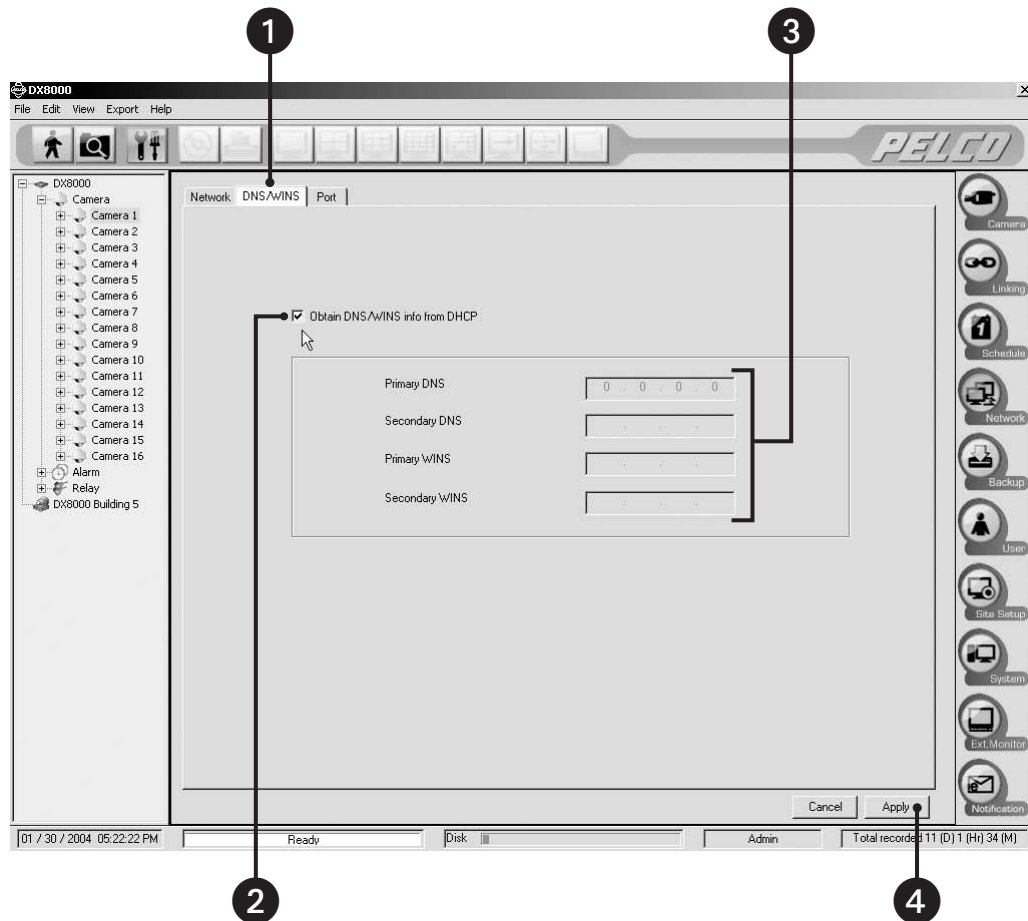 1
3
DX8000
File Edit View Export Help
PELCO
DX8000
Camera
Camera 1
Camera 2
Camera 3
Camera 4
Camera 5
Camera 6
Camera 7
Camera 8
Camera 9
Camera 10
Camera 11
Camera 12
Camera 13
Camera 14
Camera 15
Camera 16
Alarm
Relay
DX8000 Building 5
Network DNS/WINS Port
Obtain DNS/WINS info from DHCP
Primary DNS 0 . 0 . 0 . 0
Secondary DNS . . .
Primary WINS . . .
Secondary WINS . . .
Cancel Apply
Camera
Linking
1
Schedule
Network
Backup
User
Site Setup
System
Ext.Monitor
e
Notification
01 / 30 / 2004 05:22:22 PM Ready Disk Admin Total recorded 11 (D) 1 (Hr) 34 (M)
2
4